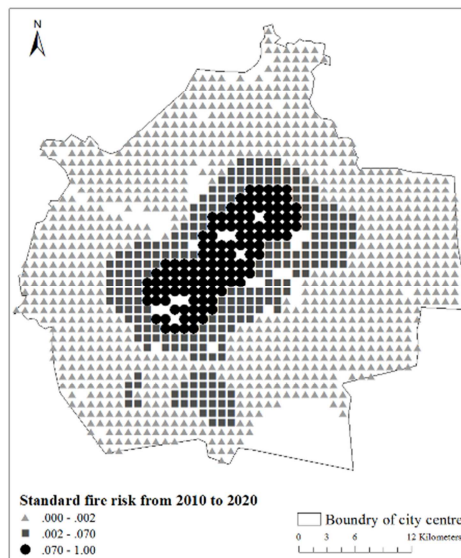 N
Standard fire risk from 2010 to 2020
.000 - .002
.002 - .070
.070 - 1.00
Boundry of city centre
0 3 6 12 Kilometers